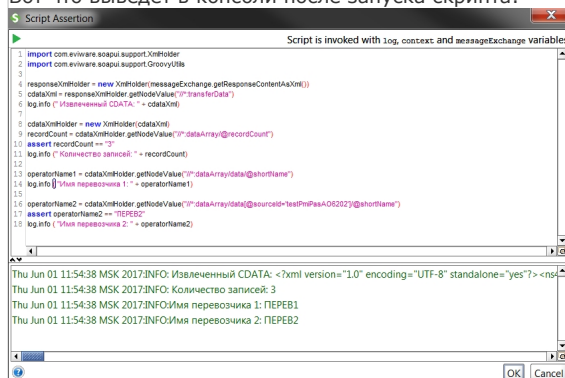 Вот что выведет в консоли после запуска скрипта:
Script Assertion
Script is invoked with log, context and messageExchange variables
1 import com.eviware.soapui.support.XmlHolder
2 import com.eviware.soapui.support.GroovyUtils
3
4 responseXmlHolder = new XmlHolder(messageExchange.getResponseContentAsXml())
5 cdataXml = responseXmlHolder.getNodeValue("//*:transferData")
6 log.info (" Извлеченный CDATA: " + cdataXml)
7
8 cdataXmlHolder = new XmlHolder(cdataXml)
9 recordCount = cdataXmlHolder.getNodeValue("//*:dataArray/@recordCount")
10 assert recordCount == "3"
11 log.info (" Количество записей: " + recordCount)
12
13 operatorName1 = cdataXmlHolder.getNodeValue("//*:dataArray/data/@shortName")
14 log.info ( "Имя перевозчика 1: " + operatorName1)
15
16 operatorName2 = cdataXmlHolder.getNodeValue("//*:dataArray/data[@sourceId='testPmiPasAO6202']/@shortName")
17 assert operatorName2 == "ПЕРЕВ2"
18 log.info ( "Имя перевозчика 2: " + operatorName2)
Thu Jun 01 11:54:38 MSK 2017:INFO: Извлеченный CDATA: <?xml version="1.0" encoding="UTF-8" standalone="yes"?><ns4
Thu Jun 01 11:54:38 MSK 2017:INFO: Количество записей: 3
Thu Jun 01 11:54:38 MSK 2017:INFO:Имя перевозчика 1: ПЕРЕВ1
Thu Jun 01 11:54:38 MSK 2017:INFO:Имя перевозчика 2: ПЕРЕВ2
OK Cancel